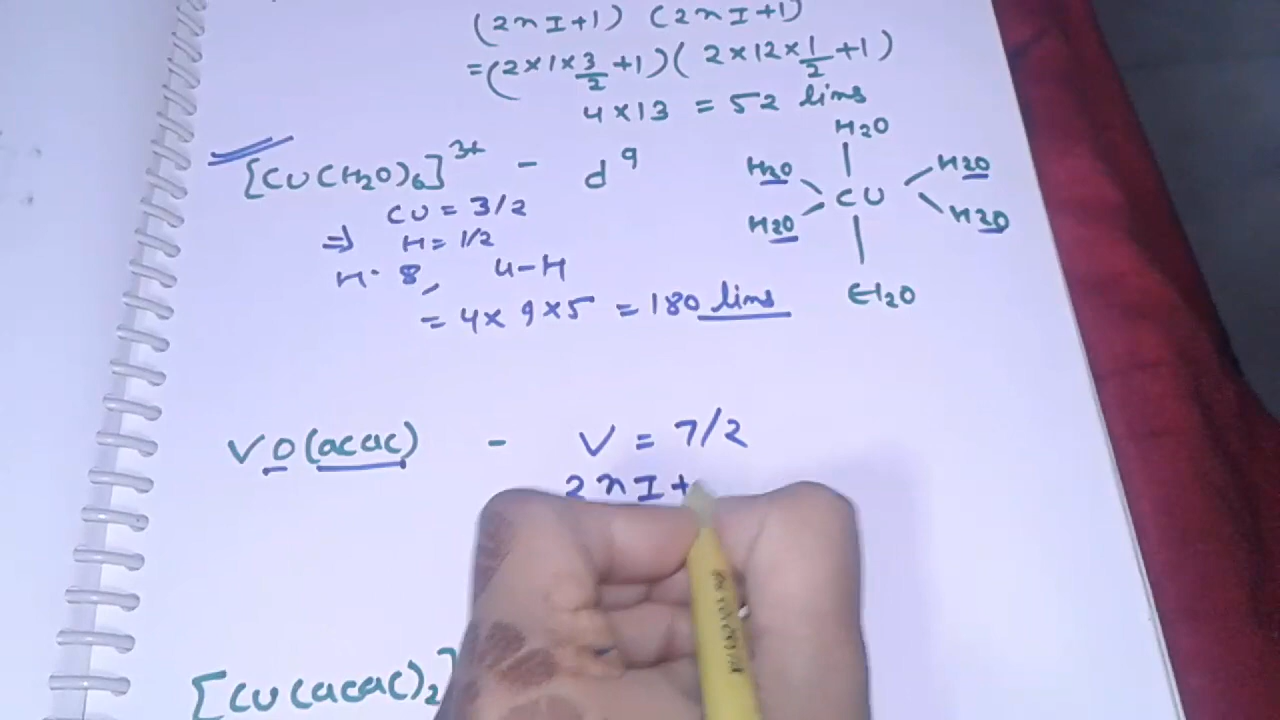 (2nI+1) (2nI+1)
=(2×1×3/2+1)(2×12×1/2+1)
4×13 = 52 lims
[CU(H2O)6]3+ - d9
CU = 3/2
⇒ H = 1/2
H- 8, 4-H
= 4× 9×5 = 180 lims
H2O
H2O H2O
CU
H2O H2O
H2O
VO(acac) - V = 7/2
2nI+
[CU(acac)2]